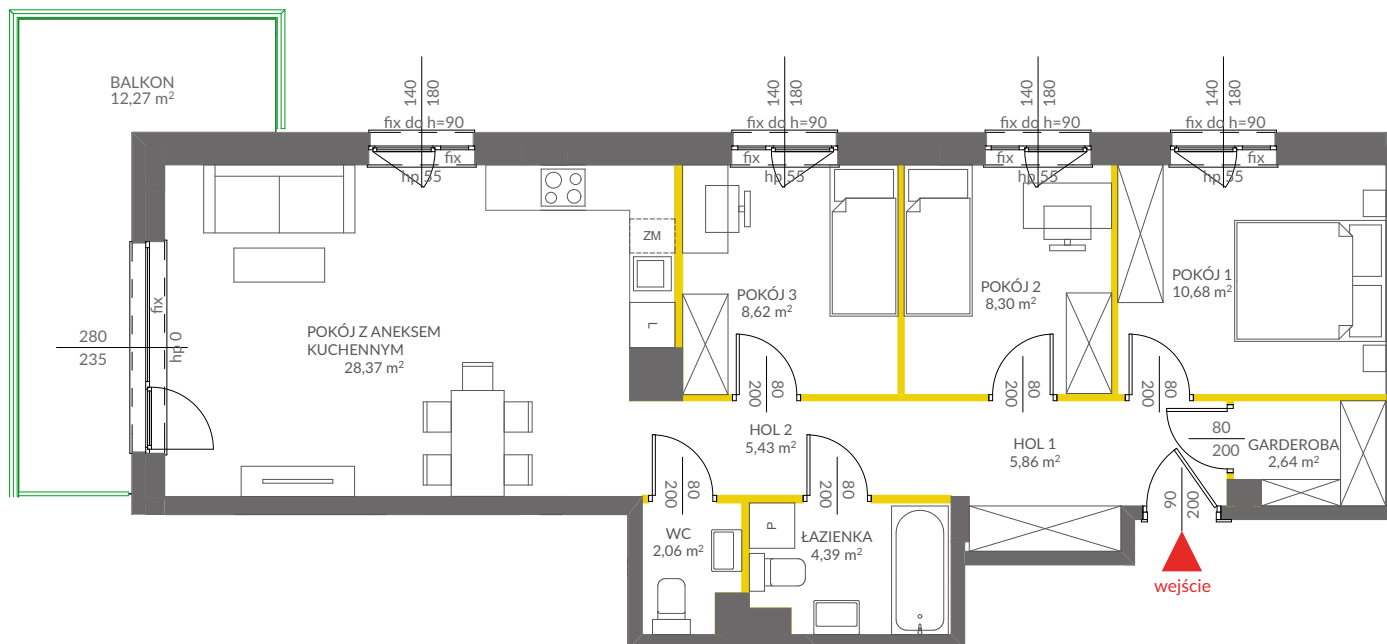 BALKON
12,27 m²
140
180
fix do h=90
fix
hp 55
140
180
fix do h=90
fix
hp 55
140
180
fix do h=90
fix
hp 55
140
180
fix do h=90
fix
hp 55
ZM
L
280
235
fix
hp 0
POKÓJ Z ANEKSEM
KUCHENNYM
28,37 m²
POKÓJ 3
8,62 m²
POKÓJ 2
8,30 m²
POKÓJ 1
10,68 m²
80
200
80
200
80
200
HOL 2
5,43 m²
HOL 1
5,86 m²
80
200
GARDEROBA
2,64 m²
80
200
80
200
90
200
WC
2,06 m²
P
ŁAZIENKA
4,39 m²
wejście